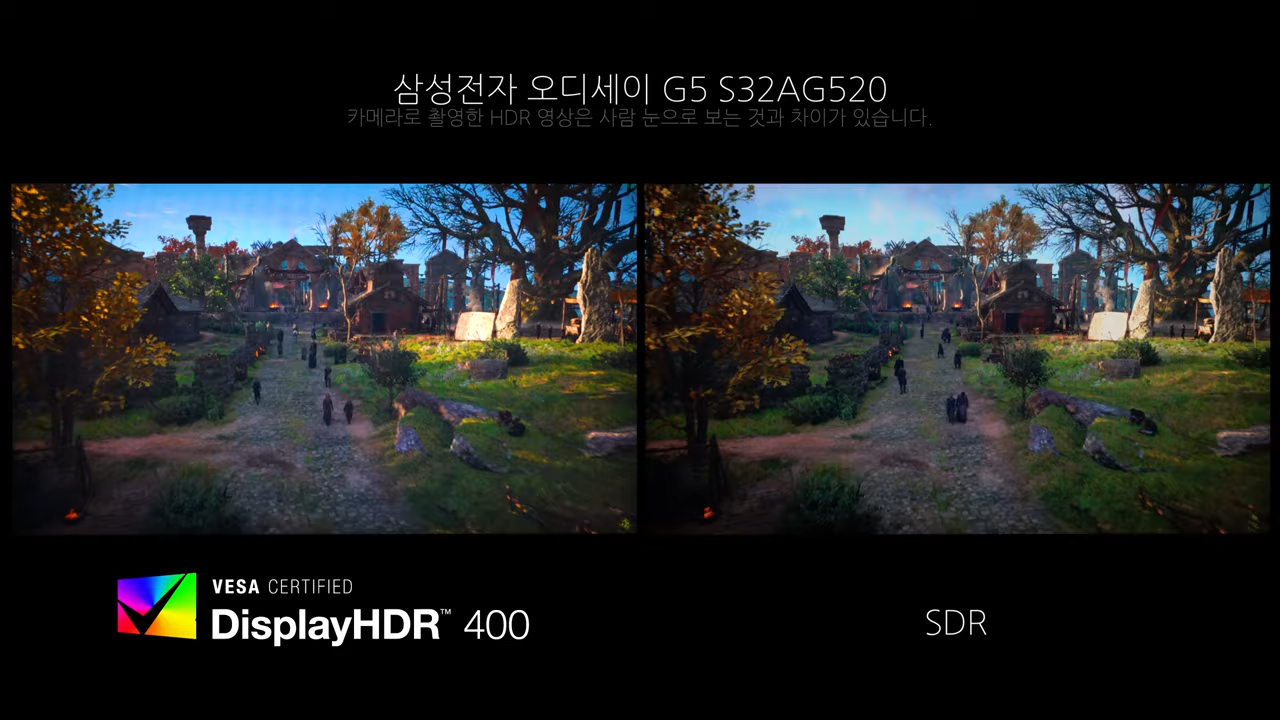 삼성전자 오디세이 G5 S32AG520
카메라로 촬영한 HDR 영상은 사람 눈으로 보는 것과 차이가 있습니다.
VESA CERTIFIED
DisplayHDR™ 400
SDR